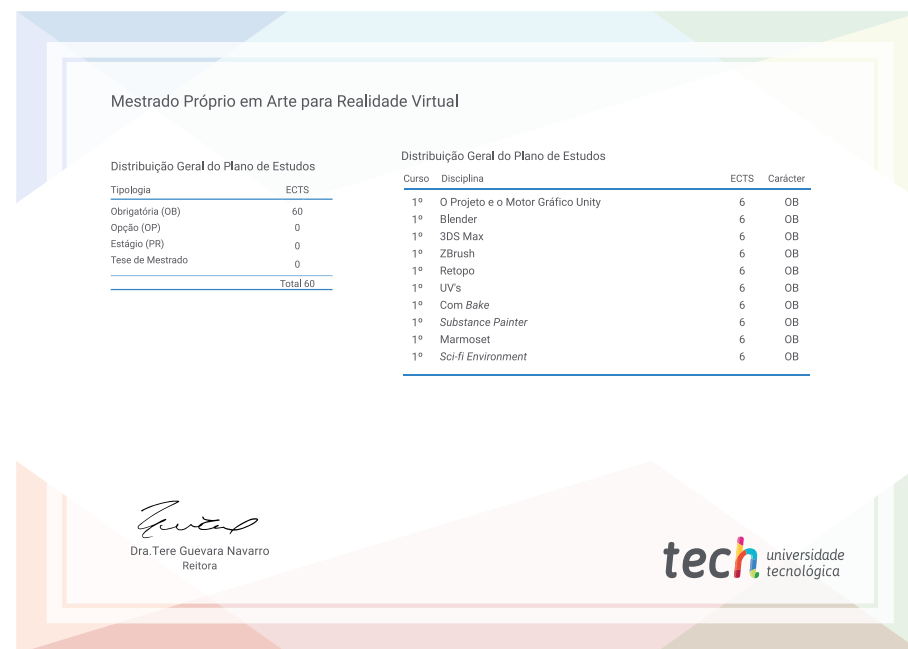 Mestrado Próprio em Arte para Realidade Virtual
Distribuição Geral do Plano de Estudos
Tipologia ECTS
Obrigatória (OB) 60
Opção (OP) 0
Estágio (PR) 0
Tese de Mestrado 0
Total 60
Distribuição Geral do Plano de Estudos
Curso Disciplina ECTS Carácter
1º O Projeto e o Motor Gráfico Unity 6 OB
1º Blender 6 OB
1º 3DS Max 6 OB
1º ZBrush 6 OB
1º Retopo 6 OB
1º UV's 6 OB
1º Com Bake 6 OB
1º Substance Painter 6 OB
1º Marmoset 6 OB
1º Sci-fi Environment 6 OB
Dra.Tere Guevara Navarro
Reitora
tech universidade
tecnológica